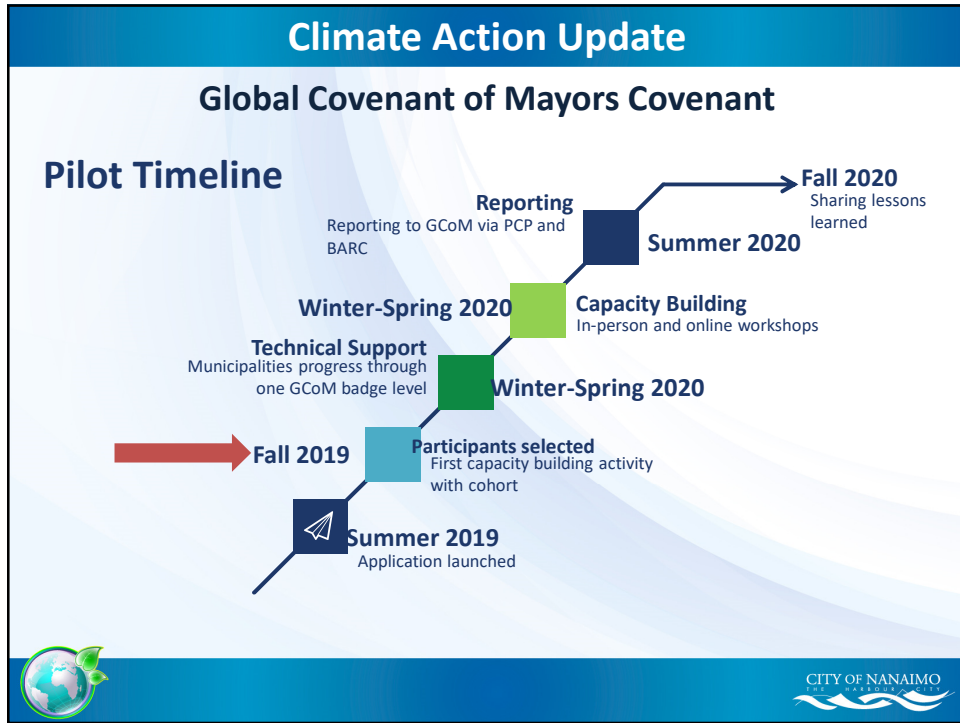 Climate Action Update
Global Covenant of Mayors Covenant
Pilot Timeline
Fall 2020
Sharing lessons
learned
Reporting
Reporting to GCoM via PCP and
BARC
Summer 2020
Winter-Spring 2020
Capacity Building
In-person and online workshops
Technical Support
Municipalities progress through
one GCoM badge level
Winter-Spring 2020
Fall 2019
Participants selected
First capacity building activity
with cohort
Summer 2019
Application launched
CITY OF NANAIMO
THE HARBOUR CITY